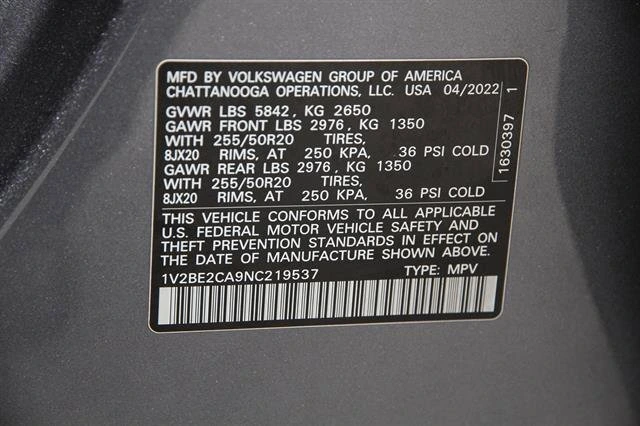 MFD BY VOLKSWAGEN GROUP OF AMERICA
CHATTANOOGA OPERATIONS, LLC. USA 04/2022
GVWR LBS 5842, KG 2650
GAWR FRONT LBS 2976, KG 1350
WITH 255/50R20 TIRES,
8JX20 RIMS, AT 250 KPA, 36 PSI COLD
GAWR REAR LBS 2976, KG 1350
WITH 255/50R20 TIRES,
8JX20 RIMS, AT 250 KPA, 36 PSI COLD
THIS VEHICLE CONFORMS TO ALL APPLICABLE
U.S. FEDERAL MOTOR VEHICLE SAFETY AND
THEFT PREVENTION STANDARDS IN EFFECT ON
THE DATE OF MANUFACTURE SHOWN ABOVE.
1V2BE2CA9NC219537 TYPE: MPV
1630397 1